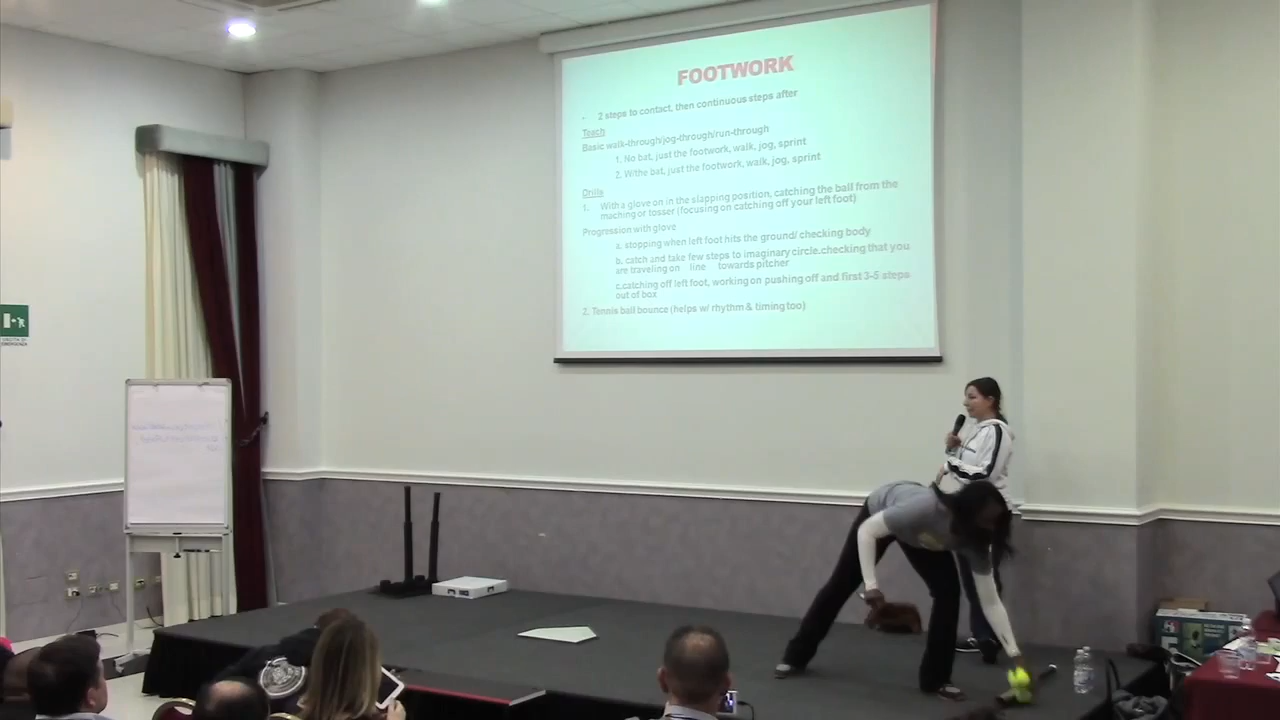 FOOTWORK
- 2 steps to contact, then continuous steps after
Teach
Basic walk-through/jog-through/run-through
1. No bat, just the footwork, walk, jog, sprint
2. W/the bat, just the footwork, walk, jog, sprint
Drills
1. With a glove on in the slapping position, catching the ball from the
maching or tosser (focusing on catching off your left foot)
Progression with glove
a. stopping when left foot hits the ground/ checking body
b. catch and take few steps to imaginary circle.checking that you
are traveling on line towards pitcher
c.catching off left foot, working on pushing off and first 3-5 steps
out of box
2. Tennis ball bounce (helps w/ rhythm & timing too)
USCITA DI
EMERGENZA